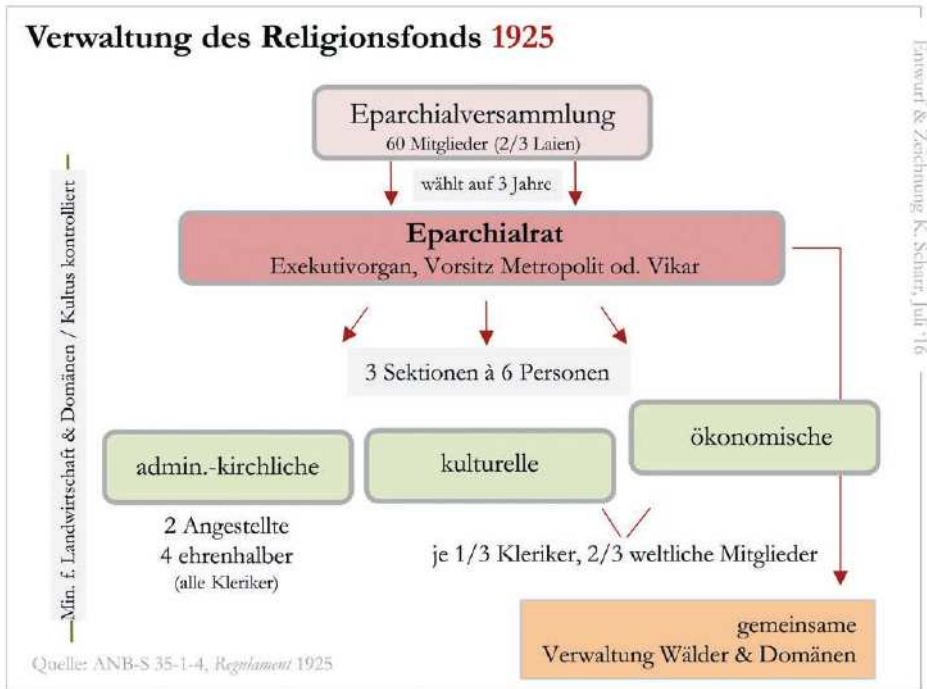 Verwaltung des Religionsfonds 1925
Eparchialversammlung
60 Mitglieder (2/3 Laien)
wählt auf 3 Jahre
Eparchialrat
Exekutivorgan, Vorsitz Metropolit od. Vikar
3 Sektionen à 6 Personen
admin.-kirchliche
kulturelle
ökonomische
2 Angestellte
4 ehrenhalber
(alle Kleriker)
je 1/3 Kleriker, 2/3 weltliche Mitglieder
gemeinsame
Verwaltung Wälder & Domänen
Min. f. Landwirtschaft & Domänen / Kultus kontrolliert
Quelle: ANB-S 35-1-4, Regulament 1925
Entwurf & Zeichnung K. Scharr, Juli '16